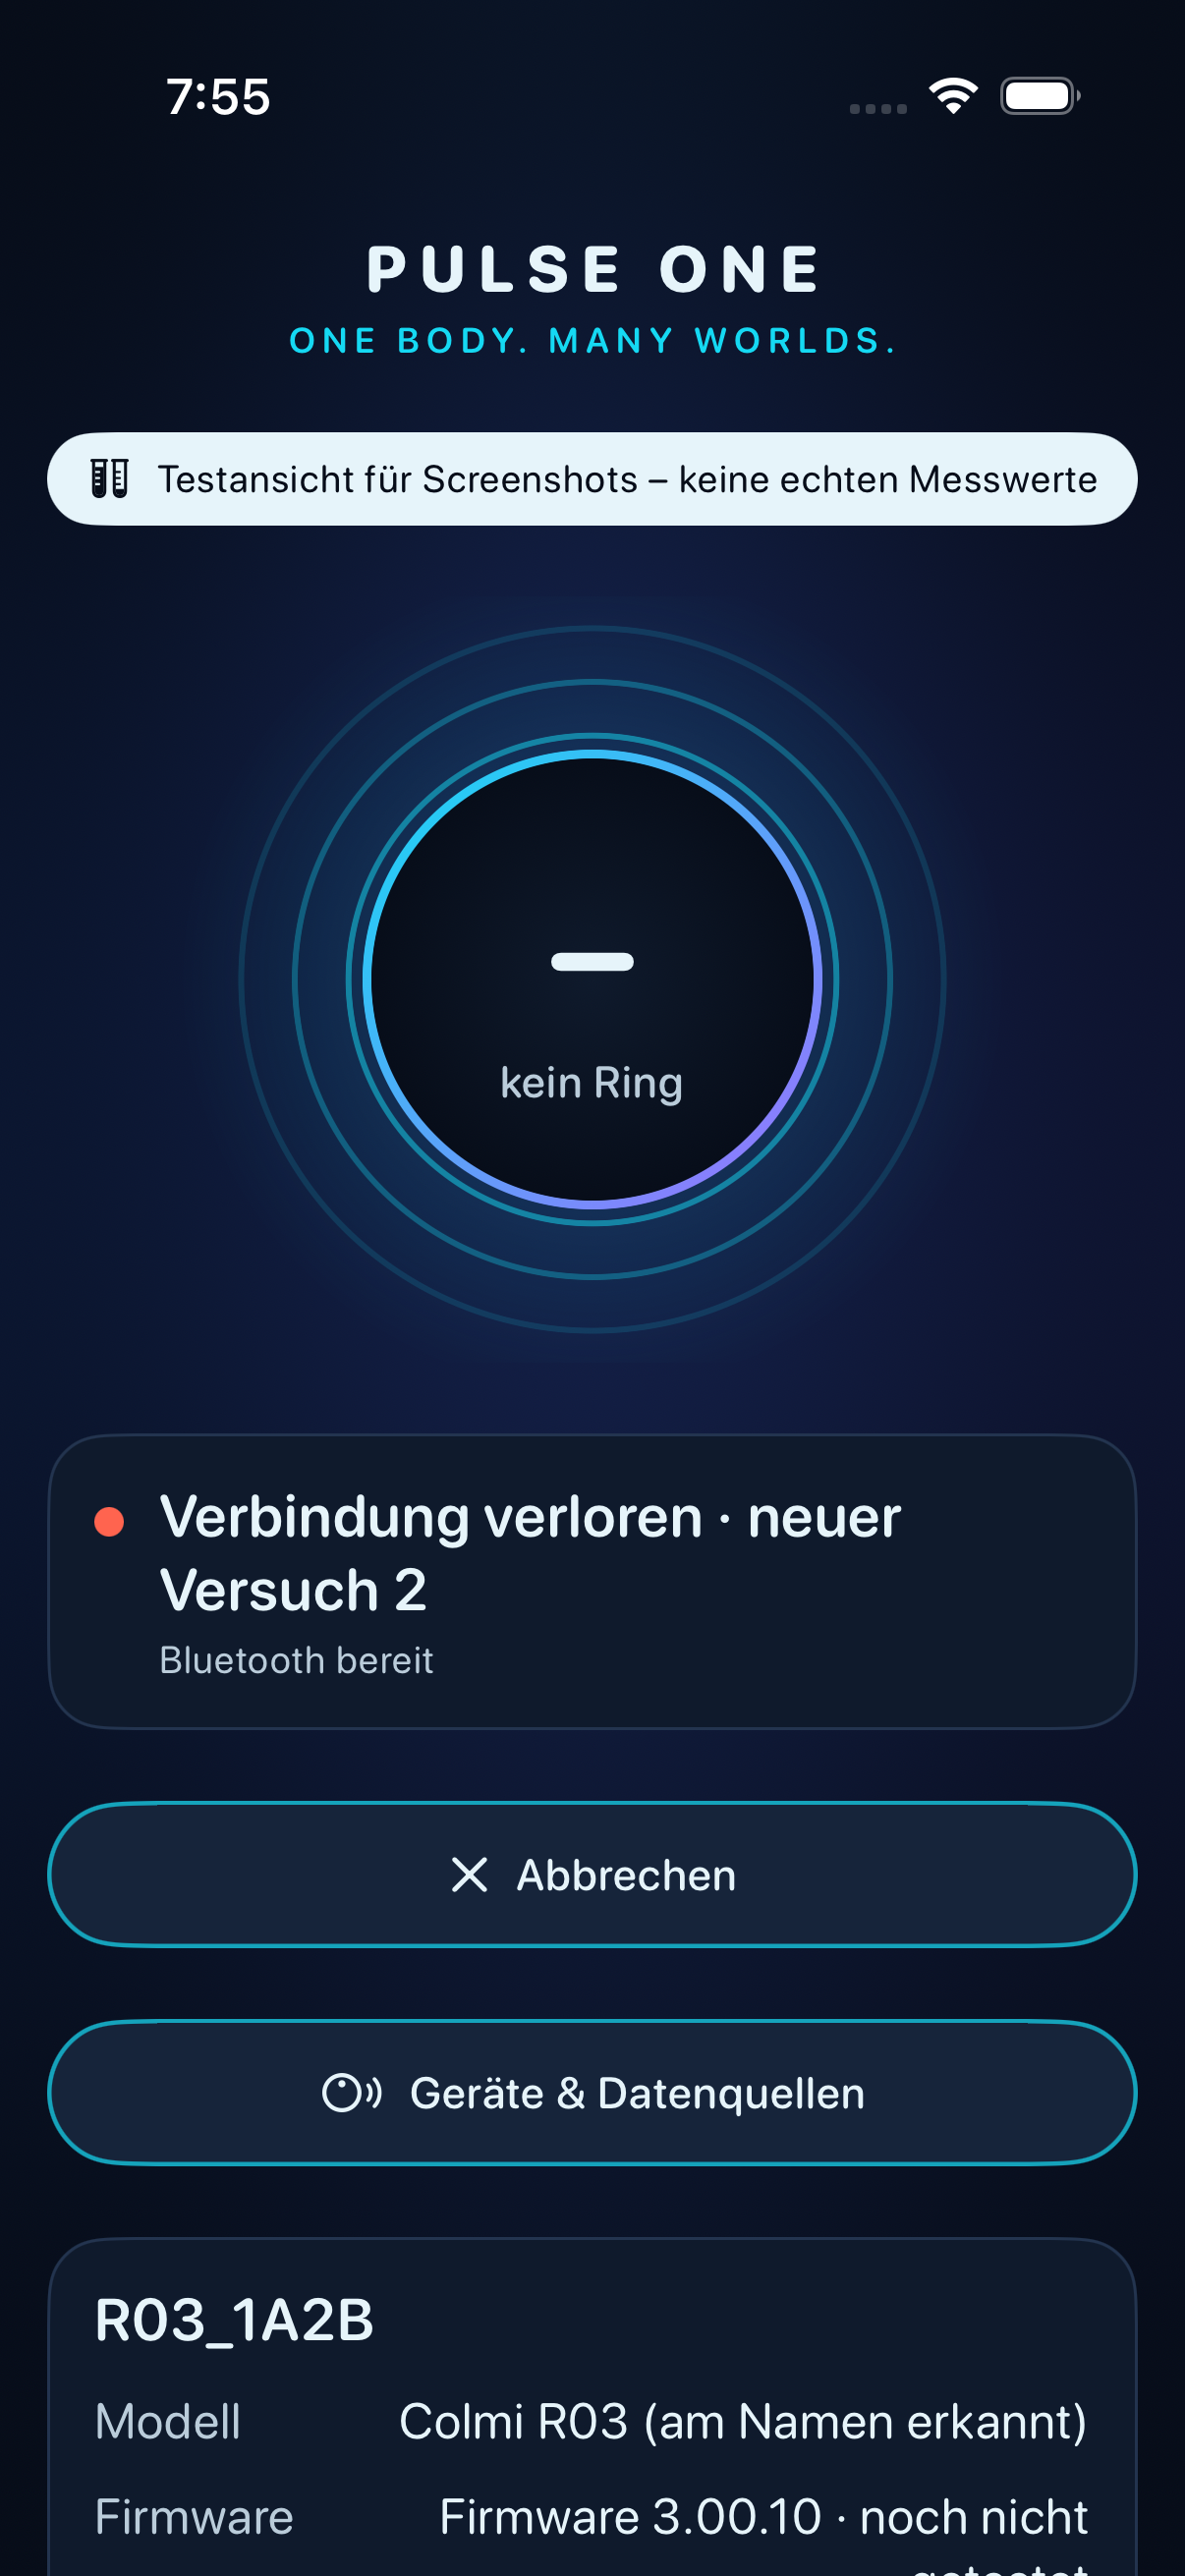 7:55
PULSE ONE
ONE BODY. MANY WORLDS.
Testansicht für Screenshots – keine echten Messwerte
–
kein Ring
Verbindung verloren · neuer
Versuch 2
Bluetooth bereit
Abbrechen
Geräte & Datenquellen
R03_1A2B
Modell Colmi R03 (am Namen erkannt)
Firmware Firmware 3.00.10 · noch nicht